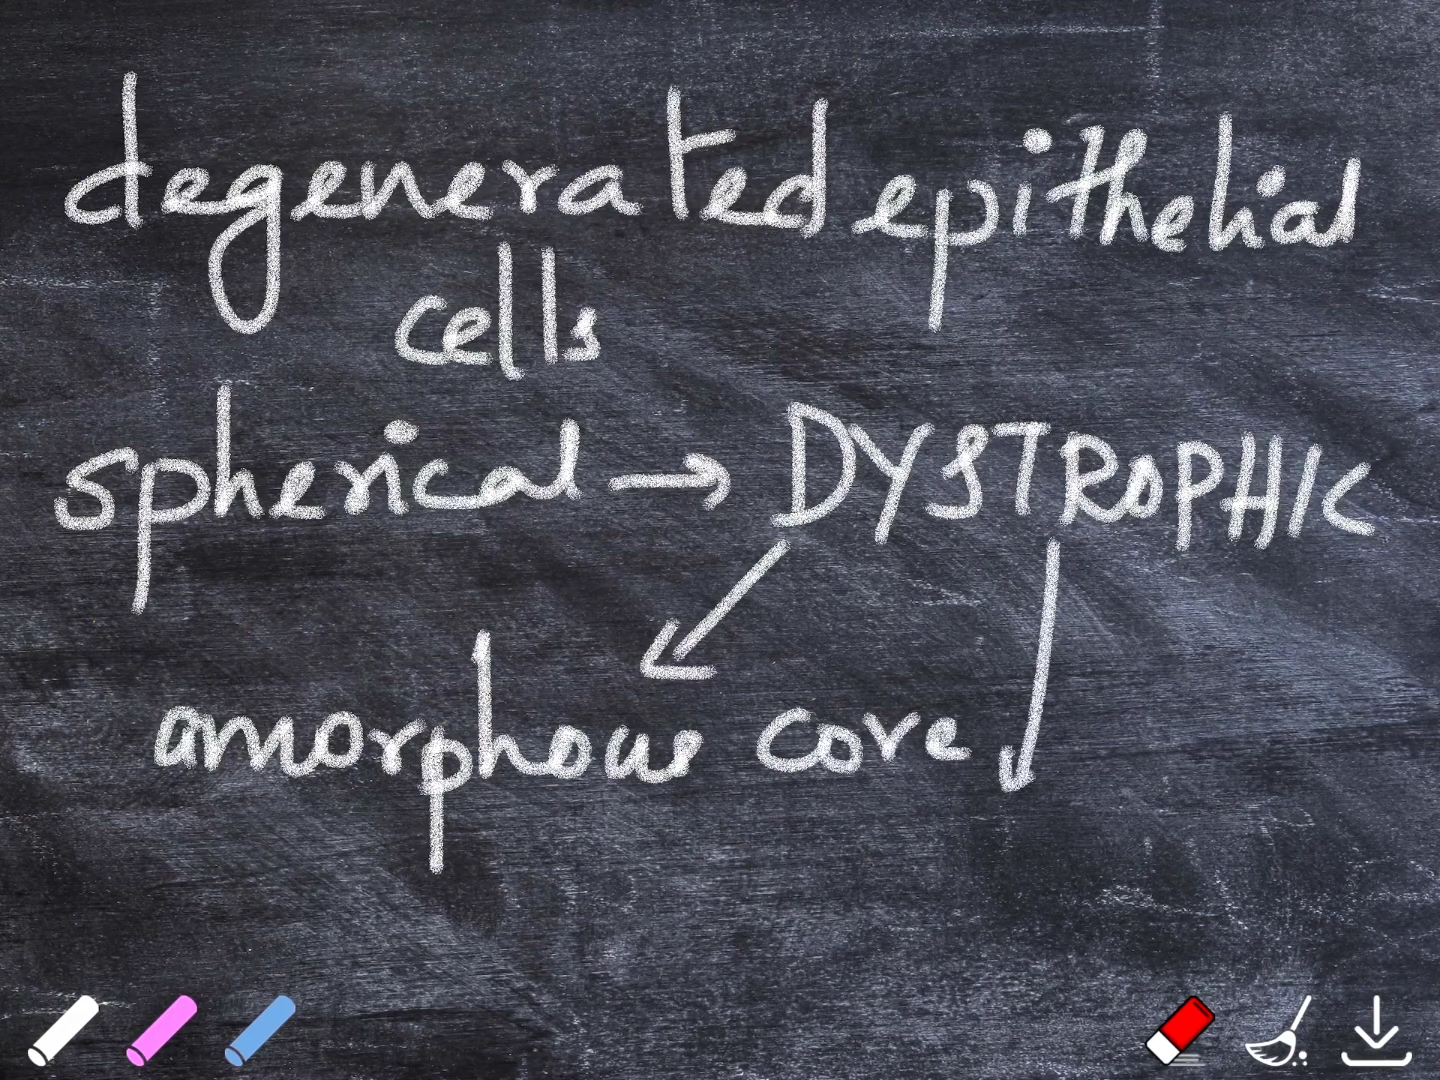 degenerated epithelial
cells
spherical → DYSTROPHIC
amorphous core